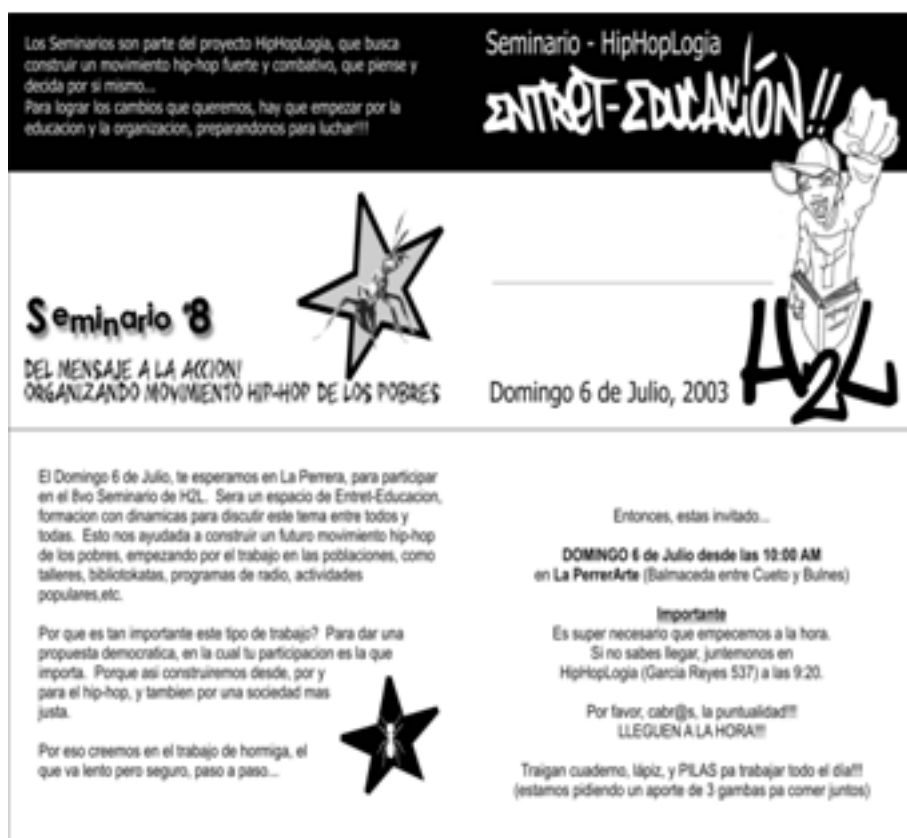 Los Seminarios son parte del proyecto HipHopLogia, que busca
construir un movimiento hip-hop fuerte y combativo, que piense y
decida por si mismo...
Para lograr los cambios que queremos, hay que empezar por la
educacion y la organizacion, preparandonos para luchar!!!
Seminario - HipHopLogia
ENTRET-EDUCACIÓN!!
Seminario #8
DEL MENSAJE A LA ACCION!
ORGANIZANDO MOVIMIENTO HIP-HOP DE LOS POBRES
Domingo 6 de Julio, 2003
H2L
El Domingo 6 de Julio, te esperamos en La Perrera, para participar
en el 8vo Seminario de H2L. Sera un espacio de Entret-Educacion,
formacion con dinamicas para discutir este tema entre todos y
todas. Esto nos ayudada a construir un futuro movimiento hip-hop
de los pobres, empezando por el trabajo en las poblaciones, como
talleres, bibliotokatas, programas de radio, actividades
populares,etc.
Por que es tan importante este tipo de trabajo? Para dar una
propuesta democratica, en la cual tu participacion es la que
importa. Porque asi construiremos desde, por y
para el hip-hop, y tambien por una sociedad mas
justa.
Por eso creemos en el trabajo de hormiga, el
que va lento pero seguro, paso a paso...
Entonces, estas invitado...
DOMINGO 6 de Julio desde las 10:00 AM
en La PerrerArte (Balmaceda entre Cueto y Bulnes)
Importante
Es super necesario que empecemos a la hora.
Si no sabes llegar, juntemonos en
HipHopLogia (Garcia Reyes 537) a las 9:20.
Por favor, cabr@s, la puntualidad!!!
LLEGUEN A LA HORA!!!
Traigan cuaderno, lápiz, y PILAS pa trabajar todo el día!!!
(estamos pidiendo un aporte de 3 gambas pa comer juntos)